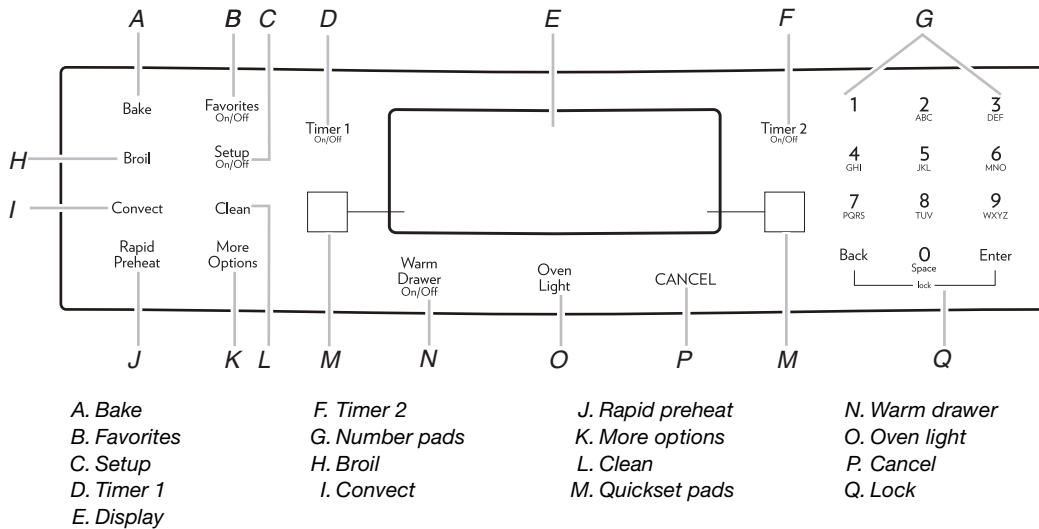 A B C D E F G
Bake
Favorites
On/Off
Timer 1
On/Off
Timer 2
On/Off
1 2 3
ABC DEF
H Broil
Setup
On/Off
4 5 6
GHI JKL MNO
I Convect Clean
7 8 9
PQRS TUV WXYZ
Rapid
Preheat
More
Options
Warm
Drawer
On/Off
Oven
Light
CANCEL
Back 0 Enter
Space
lock
J K L M N O P M Q
A. Bake
B. Favorites
C. Setup
D. Timer 1
E. Display
F. Timer 2
G. Number pads
H. Broil
I. Convect
J. Rapid preheat
K. More options
L. Clean
M. Quickset pads
N. Warm drawer
O. Oven light
P. Cancel
Q. Lock